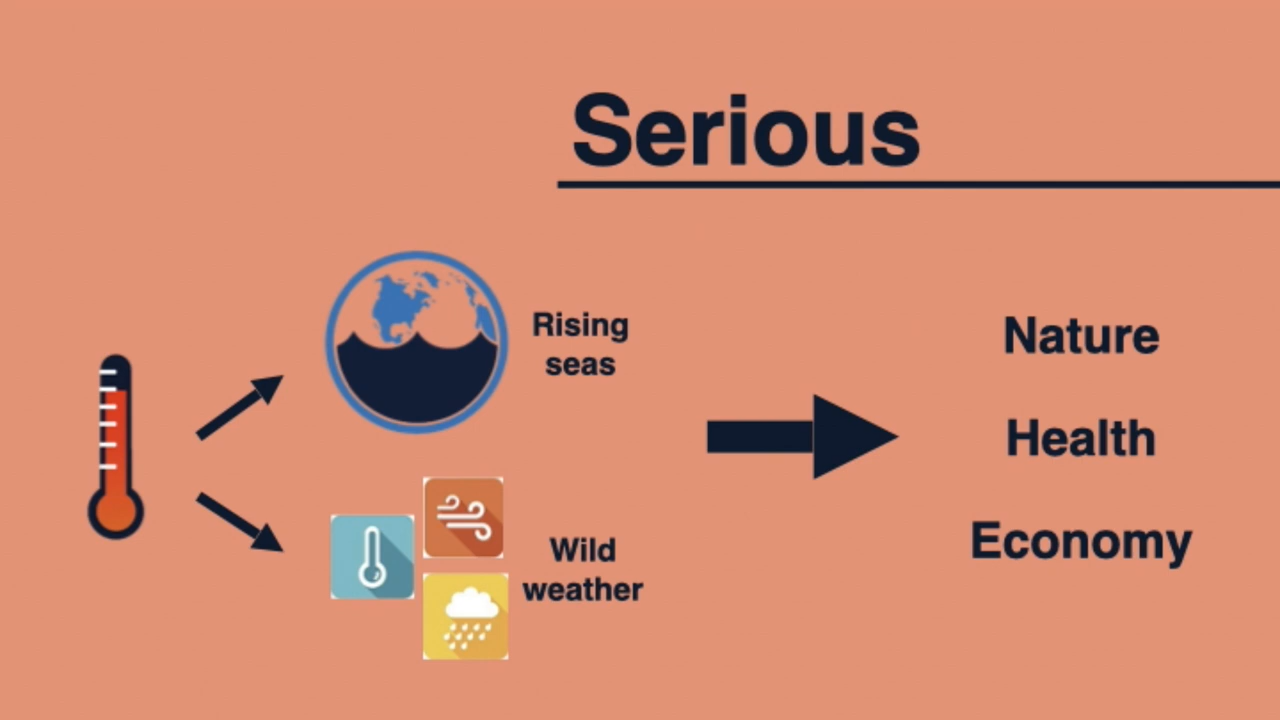 Serious
Rising
seas
Wild
weather
Nature
Health
Economy